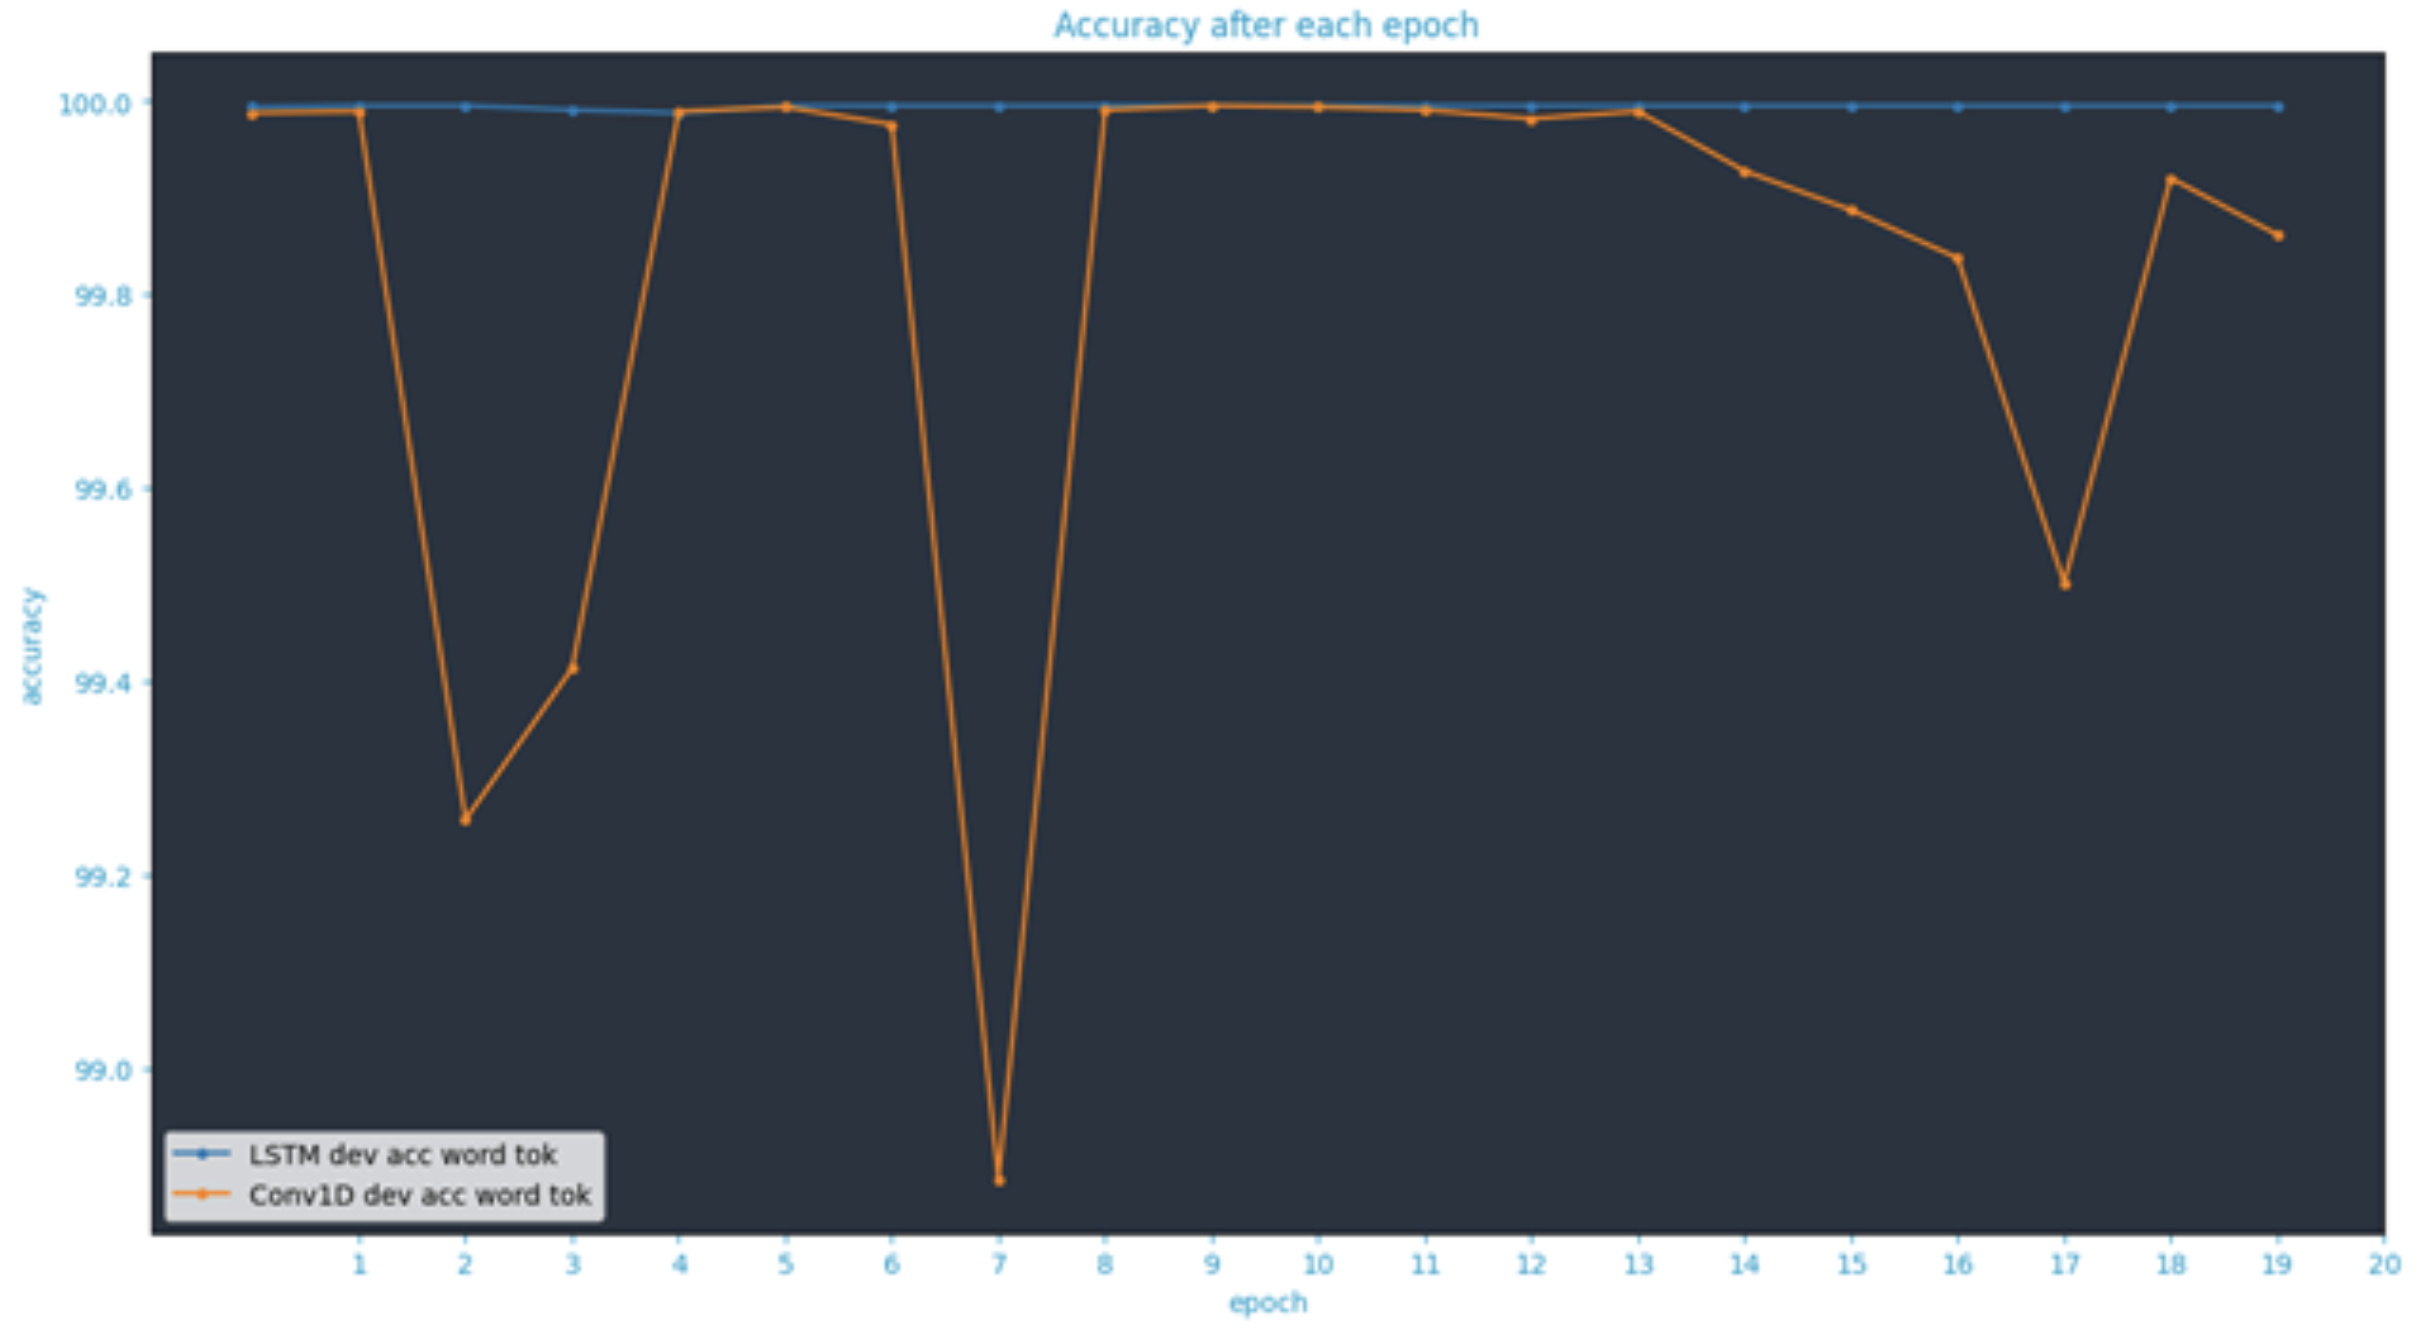 Accuracy after each epoch
100.0
99.8
99.6
99.4
99.2
99.0
accuracy
LSTM dev acc word tok
Conv1D dev acc word tok
1 2 3 4 5 6 7 8 9 10 11 12 13 14 15 16 17 18 19 20
epoch